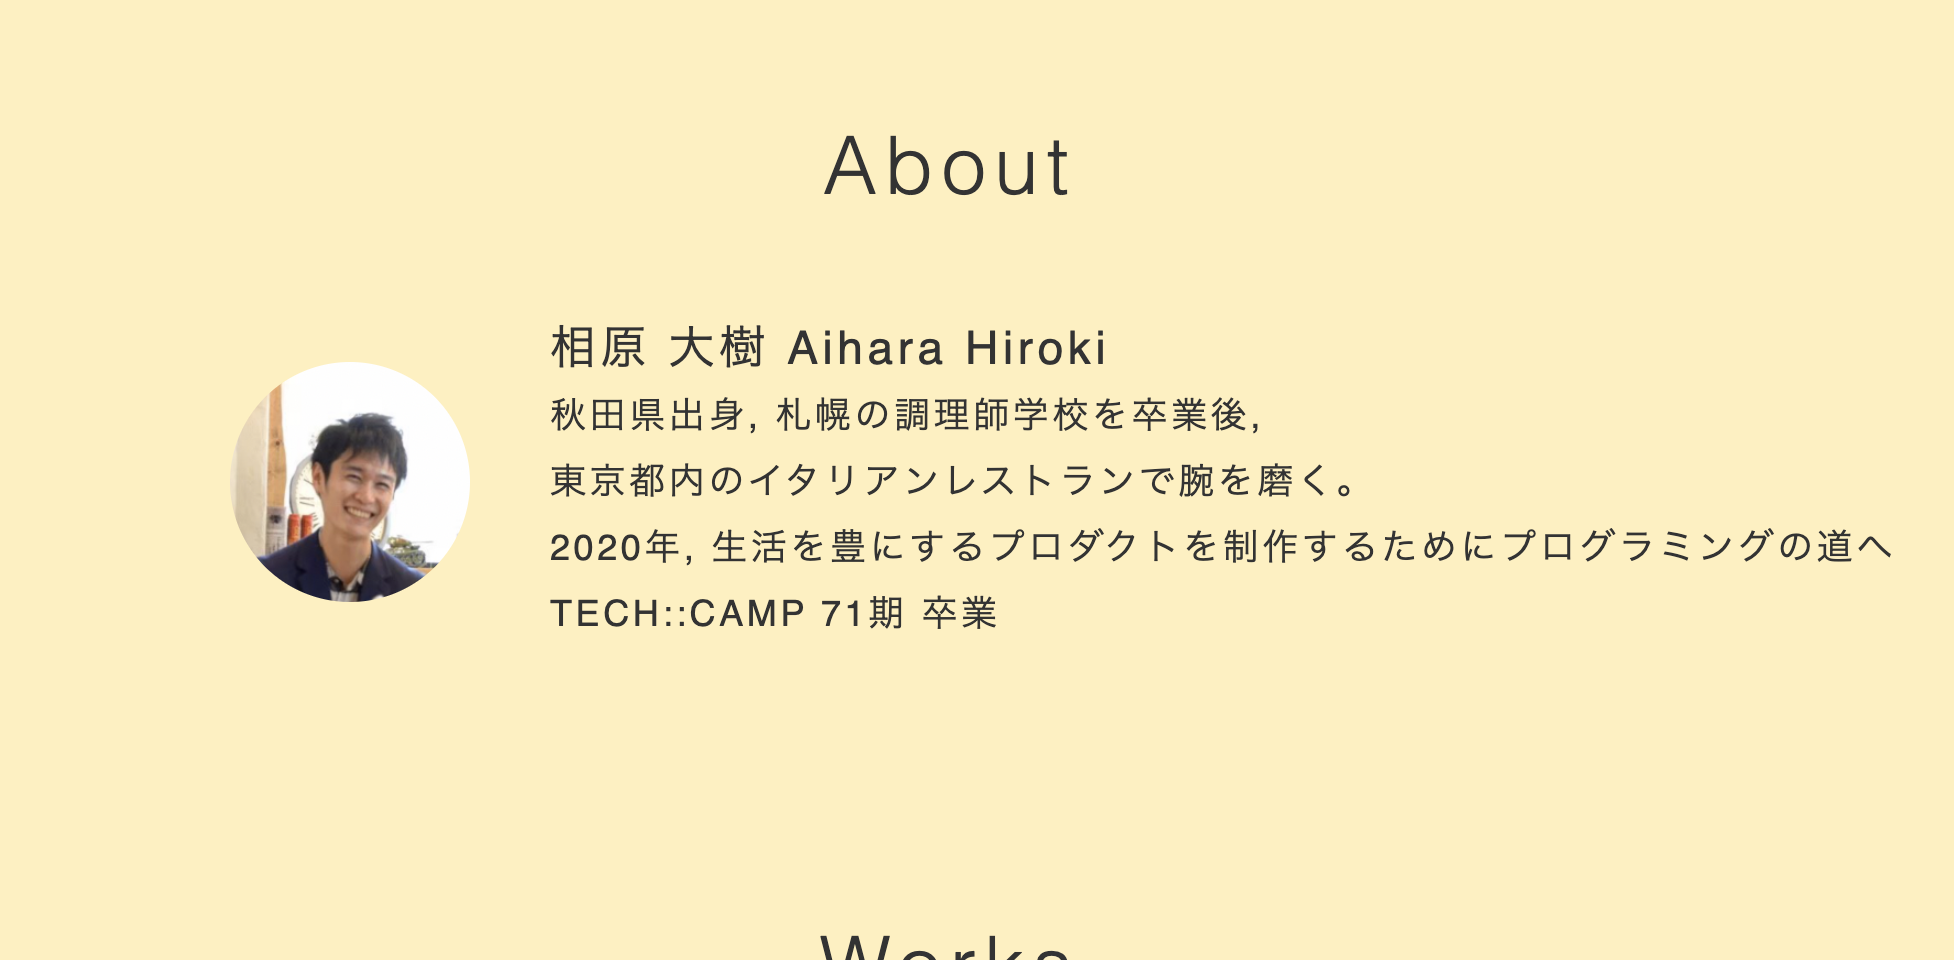 About
相原 大樹 Aihara Hiroki
秋田県出身, 札幌の調理師学校を卒業後,
東京都内のイタリアンレストランで腕を磨く。
2020年, 生活を豊にするプロダクトを制作するためにプログラミングの道へ
TECH::CAMP 71期 卒業
Works